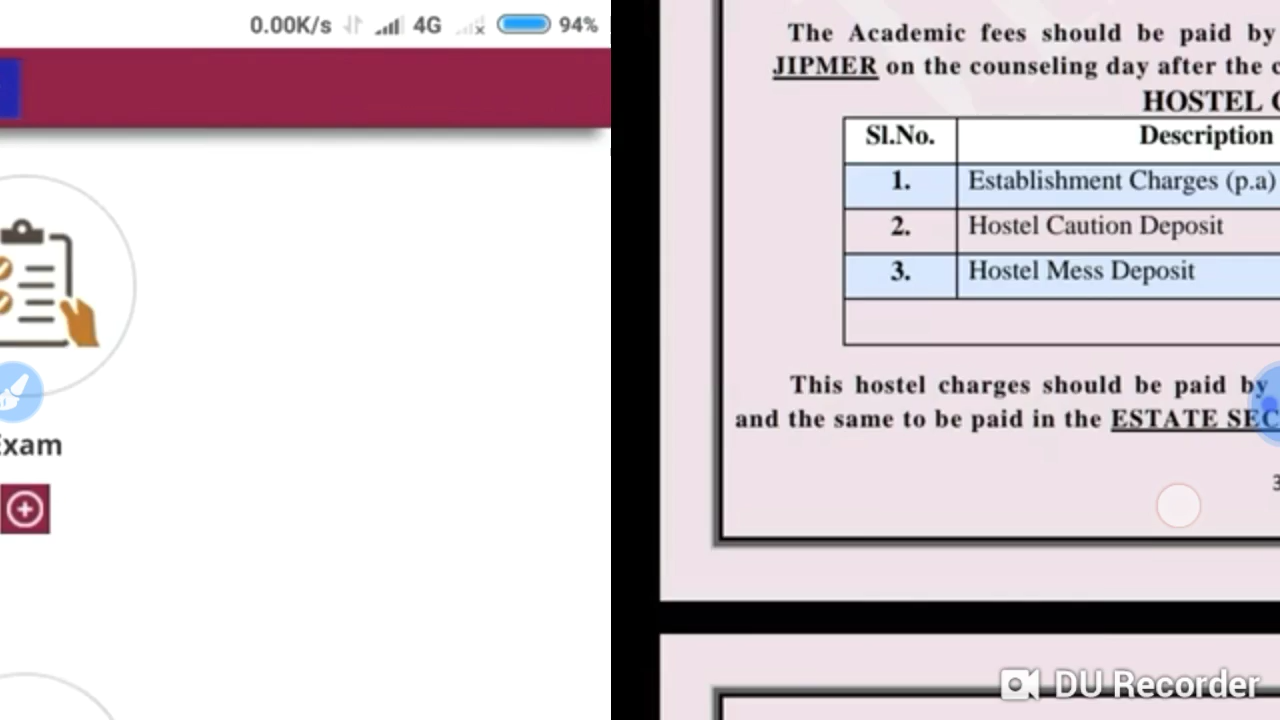 0.00K/s 4G 94%
Exam
The Academic fees should be paid by
JIPMER on the counseling day after the
HOSTEL
Sl.No. Description
1. Establishment Charges (p.a)
2. Hostel Caution Deposit
3. Hostel Mess Deposit
This hostel charges should be paid by
and the same to be paid in the ESTATE SEC
3
DU Recorder